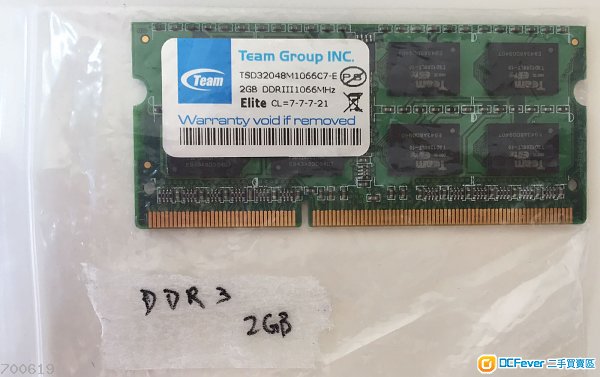 Team Group INC.
Team
TSD32048M1066C7-E
2GB DDRIII1066MHz
Elite CL=7-7-7-21
Warranty void if removed
DDR3
2GB
700619
DCFever 二手買賣區